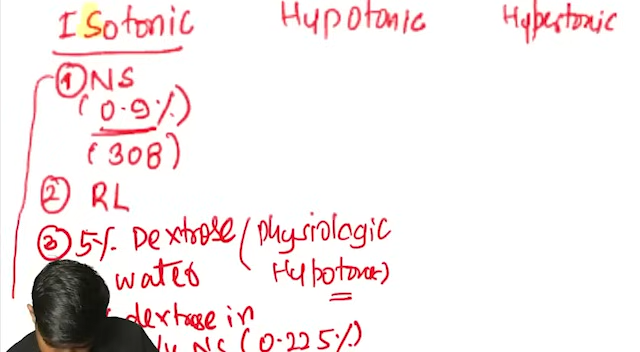 ISotonic Hypotonic Hypertonic
① NS
(0.9%)
(308)
② RL
③ 5% Dextrose (physiologic
water Hypotonic)
dextrose in
NS (0.225%)